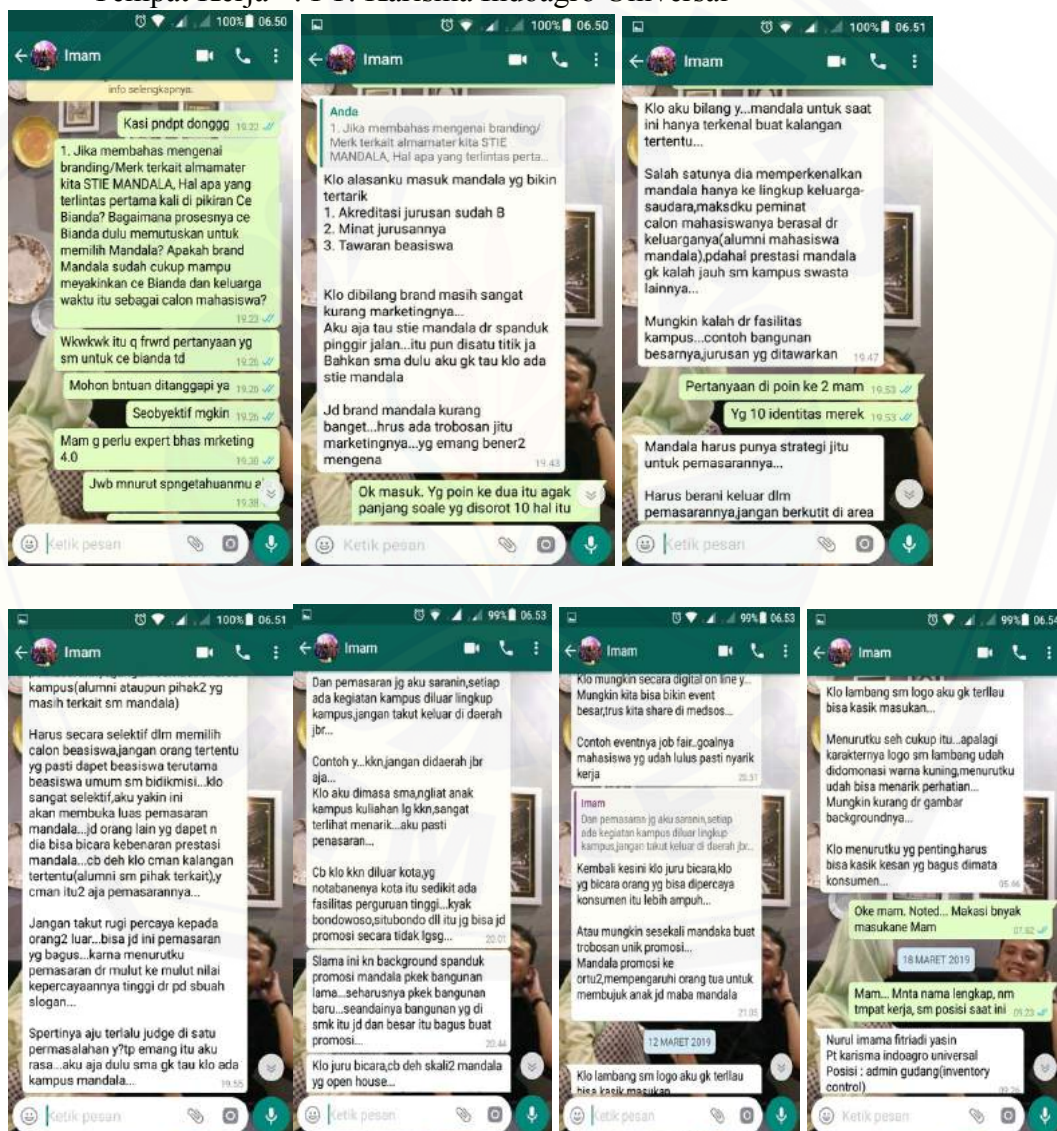 100% 06.50
Imam
info selengkapnya.
Kasi pndpt donggg 19.23
1. Jika membahas mengenai
branding/Merk terkait almamater
kita STIE MANDALA, Hal apa yang
terlintas pertama kali di pikiran Ce
Bianda? Bagaimana prosesnya ce
Bianda dulu memutuskan untuk
memilih Mandala? Apakah brand
Mandala sudah cukup mampu
meyakinkan ce Bianda dan keluarga
waktu itu sebagai calon mahasiswa?
19.23
Wkwkwk itu q frwrd pertanyaan yg
sm untuk ce bianda td 19.26
Mohon bntuan ditanggapi ya 19.26
Seobyektif mgkin 19.26
Mam g perlu expert bhas mrketing
4.0 19.38
Jwb mnurut spngetahuanmu
19.38
Ketik pesan
100% 06.50
Imam
Anda
1. Jika membahas mengenai branding/
Merk terkait almamater kita STIE
MANDALA, Hal apa yang terlintas perta...
Klo alasanku masuk mandala yg bikin
tertarik
1. Akreditasi jurusan sudah B
2. Minat jurusannya
3. Tawaran beasiswa
Klo dibilang brand masih sangat
kurang marketingnya...
Aku aja tau stie mandala dr spanduk
pinggir jalan...itu pun disatu titik ja
Bahkan sma dulu aku gk tau klo ada
stie mandala
Jd brand mandala kurang
banget...hrus ada trobosan jitu
marketingnya...yg emang bener2
mengena 19.43
Ok masuk. Yg poin ke dua itu agak
panjang soale yg disorot 10 hal itu
Ketik pesan
100% 06.51
Imam
Klo aku bilang y...mandala untuk saat
ini hanya terkenal buat kalangan
tertentu...
Salah satunya dia memperkenalkan
mandala hanya ke lingkup keluarga-
saudara,maksdku peminat
calon mahasiswanya berasal dr
keluarganya(alumni mahasiswa
mandala),pdahal prestasi mandala
gk kalah jauh sm kampus swasta
lainnya...
Mungkin kalah dr fasilitas
kampus...contoh bangunan
besarnya,jurusan yg ditawarkan 19.47
Pertanyaan di poin ke 2 mam 19.53
Yg 10 identitas merek 19.53
Mandala harus punya strategi jitu
untuk pemasarannya...
Harus berani keluar dlm
pemasarannya,jangan berkutit di area
Ketik pesan
100% 06.51
Imam
kampus(alumni ataupun pihak2 yg
masih terkait sm mandala)
Harus secara selektif dlm memilih
calon beasiswa,jangan orang tertentu
yg pasti dapet beasiswa terutama
beasiswa umum sm bidikmisi...klo
sangat selektif,aku yakin ini
akan membuka luas pemasaran
mandala...jd orang lain yg dapet n
dia bisa bicara kebenaran prestasi
mandala...cb deh klo cman kalangan
tertentu(alumni sm pihak terkait),y
cman itu2 aja pemasarannya...
Jangan takut rugi percaya kepada
orang2 luar...bisa jd ini pemasaran
yg bagus...karna menurutku
pemasaran dr mulut ke mulut nilai
kepercayaannya tinggi dr pd sbuah
slogan...
Spertinya aju terlalu judge di satu
permasalahan y?tp emang itu aku
rasa...aku aja dulu sma gk tau klo ada
kampus mandala... 19.55
Ketik pesan
99% 06.53
Imam
Dan pemasaran jg aku saranin,setiap
ada kegiatan kampus diluar lingkup
kampus,jangan takut keluar di daerah
jbr...
Contoh y...kkn,jangan didaerah jbr
aja...
Klo aku dimasa sma,ngliat anak
kampus kuliahan lg kkn,sangat
terlihat menarik...aku pasti
penasaran...
Cb klo kkn diluar kota,yg
notabanenya kota itu sedikit ada
fasilitas perguruan tinggi...kyak
bondowoso,situbondo dll itu jg bisa jd
promosi secara tidak lgsg... 20.01
Slama ini kn background spanduk
promosi mandala pkek bangunan
lama...seharusnya pkek bangunan
baru...seandainya bangunan yg di
smk itu jd dan besar itu bagus buat
promosi... 20.44
Klo juru bicara,cb deh skali2 mandala
yg open house...
Ketik pesan
99% 06.53
Imam
Klo mungkin secara digital on line y...
Mungkin kita bisa bikin event
besar,trus kita share di medsos...
Contoh eventnya job fair..goalnya
mahasiswa yg udah lulus pasti nyarik
kerja 20.51
Imam
Dan pemasaran jg aku saranin,setiap
ada kegiatan kampus diluar lingkup
kampus,jangan takut keluar di daerah jbr...
Kembali kesini klo juru bicara,klo
yg bicara orang yg bisa dipercaya
konsumen itu lebih ampuh...
Atau mungkin sesekali mandaka buat
trobosan unik promosi...
Mandala promosi ke
ortu2,mempengaruhi orang tua untuk
membujuk anak jd maba mandala
21.05
12 MARET 2019
Klo lambang sm logo aku gk terllau
bisa kasik masukan
Ketik pesan
99% 06.54
Imam
Klo lambang sm logo aku gk terllau
bisa kasik masukan...
Menurutku seh cukup itu...apalagi
karakternya logo sm lambang udah
didomonasi warna kuning,menurutku
udah bisa menarik perhatian...
Mungkin kurang dr gambar
backgroundnya...
Klo menurutku yg penting,harus
bisa kasik kesan yg bagus dimata
konsumen... 05.46
Oke mam. Noted... Makasi bnyak
masukane Mam 07.52
18 MARET 2019
Mam... Mnta nama lengkap, nm
tmpat kerja, sm posisi saat ini 09.23
Nurul imama fitriadi yasin
Pt karisma indoagro universal
Posisi : admin gudang(inventory
control) 09.26
Ketik pesan